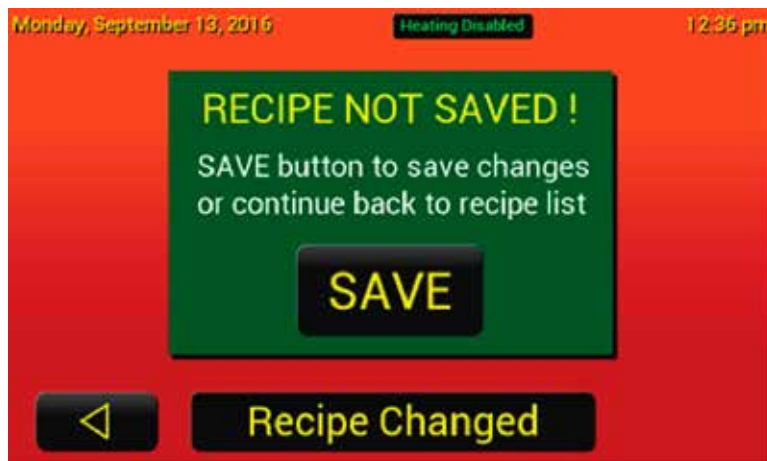 Monday, September 13, 2016 Heating Disabled 12:36 pm
RECIPE NOT SAVED !
SAVE button to save changes
or continue back to recipe list
SAVE
Recipe Changed